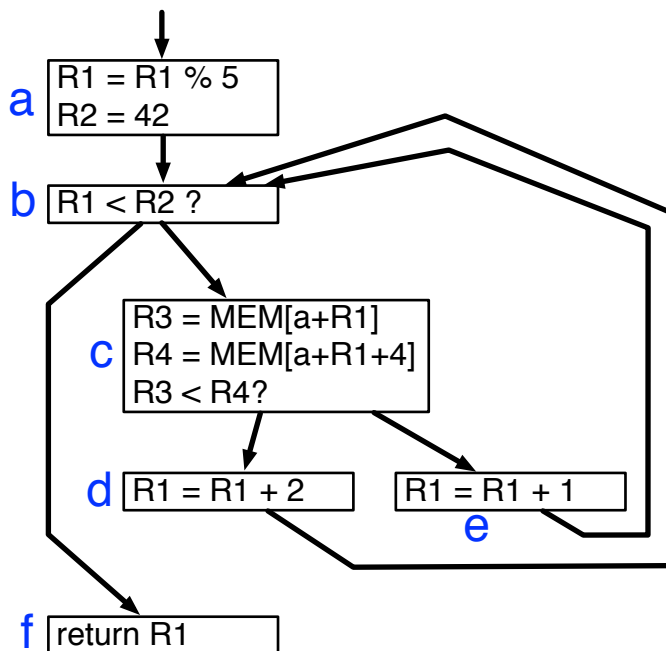 a
R1 = R1 % 5
R2 = 42
b
R1 < R2 ?
c
R3 = MEM[a+R1]
R4 = MEM[a+R1+4]
R3 < R4?
d
R1 = R1 + 2
R1 = R1 + 1
e
f
return R1